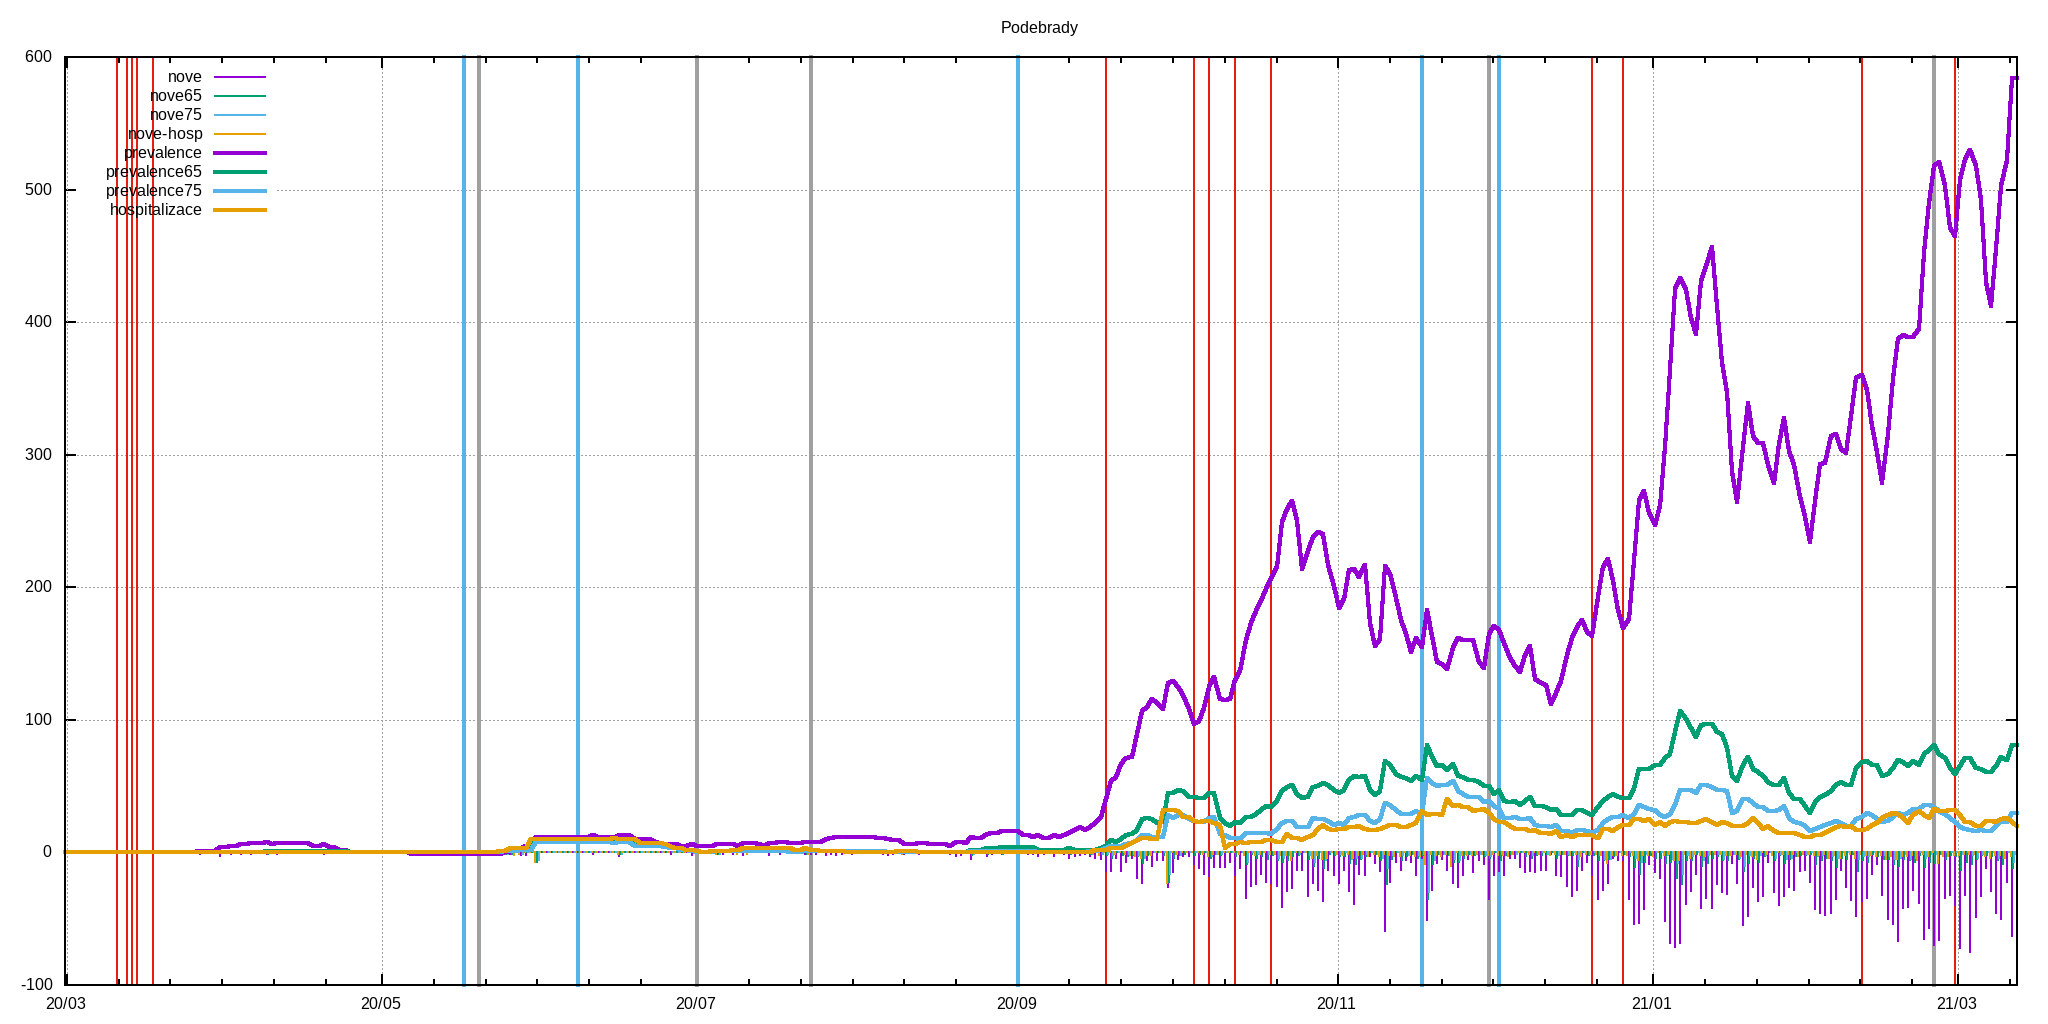 Podebrady
600
500
400
300
200
100
0
-100
nove
nove65
nove75
nove-hosp
prevalence
prevalence65
prevalence75
hospitalizace
20/03 20/05 20/07 20/09 20/11 21/01 21/03